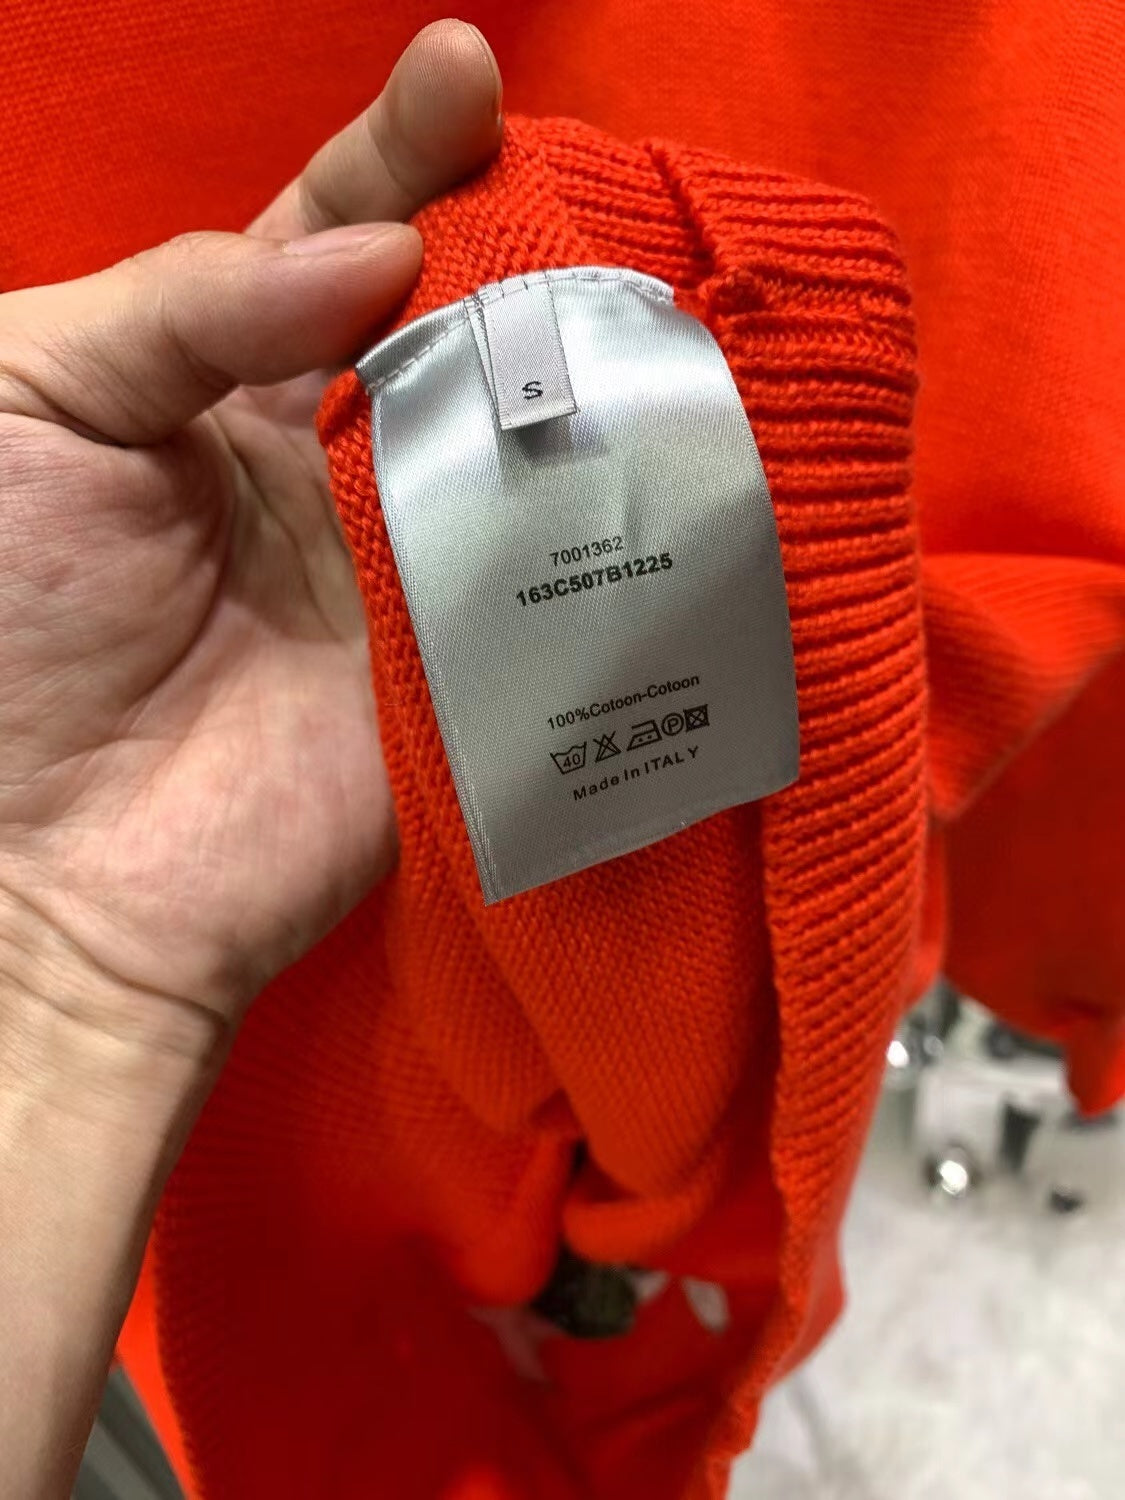 S
7001362
163C507B1225
100%Cotoon-Cotoon
40 P
Made In ITALY